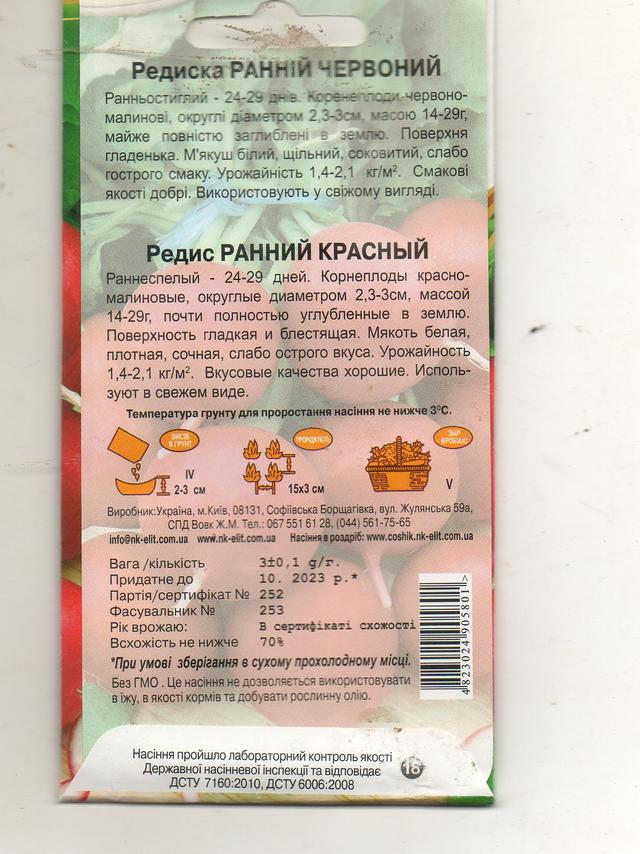 Редиска РАННІЙ ЧЕРВОНИЙ
Ранньостиглий - 24-29 днів. Коренеплоди червоно-
малинові, округлі діаметром 2,3-3см, масою 14-29г,
майже повністю заглиблені в землю. Поверхня
гладенька. М'якуш білий, щільний, соковитий, слабо
гострого смаку. Урожайність 1,4-2,1 кг/м². Смакові
якості добрі. Використовують у свіжому вигляді.
Редис РАННИЙ КРАСНЫЙ
Раннеспелый - 24-29 дней. Корнеплоды красно-
малиновые, округлые диаметром 2,3-3см, массой
14-29г, почти полностью углубленные в землю.
Поверхность гладкая и блестящая. Мякоть белая,
плотная, сочная, слабо острого вкуса. Урожайность
1,4-2,1 кг/м². Вкусовые качества хорошие. Исполь-
зуют в свежем виде.
Температура грунту для проростання насіння не нижче 3⁰С.
ВИСІВ
В ҐРУНТ
ПРОРІДЖУЮТЬ
ЗБІР
ВРОЖАЮ
IV
2-3 см
15х3 см
V
Виробник:Україна, м.Київ, 08131, Софіївська Борщагівка, вул. Жулянська 59а,
СПД Вовк Ж.М. Тел.: 067 551 61 28, (044) 561-75-65
info@nk-elit.com.ua www.nk-elit.com.ua Насіння в роздріб: www.coshik.nk-elit.com.ua
Вага /кількість 3±0,1 g/г.
Придатне до 10. 2023 р.*
Партія/сертифікат № 252
Фасувальник № 253
Рік врожаю: В сертифікаті схожості
Всхожість не нижче 70%
*При умові зберігання в сухому прохолодному місці.
Без ГМО . Це насіння не дозволяється використовувати
в їжу, в якості кормів та добувати рослинну олію.
4823024905801>
Насіння пройшло лабораторний контроль якості
Державної насінневої інспекції та відповідає
ДСТУ 7160:2010, ДСТУ 6006:2008
18